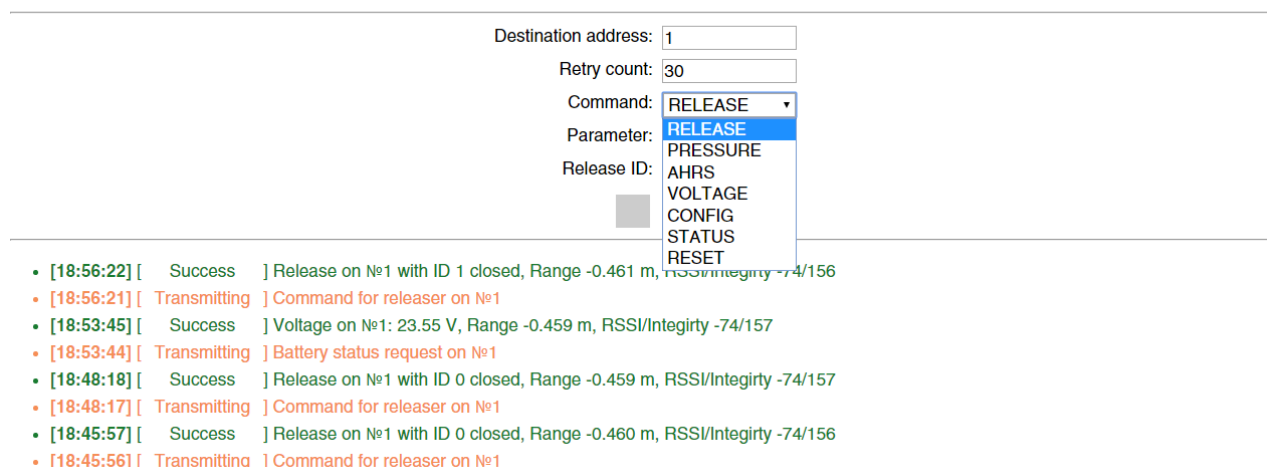 Destination address: 1
Retry count: 30
Command: RELEASE
Parameter:
Release ID:
RELEASE
PRESSURE
AHRS
VOLTAGE
CONFIG
STATUS
RESET
• [18:56:22] [ Success ] Release on №1 with ID 1 closed, Range -0.461 m, RSSI/Integirty -74/156
• [18:56:21] [ Transmitting ] Command for releaser on №1
• [18:53:45] [ Success ] Voltage on №1: 23.55 V, Range -0.459 m, RSSI/Integirty -74/157
• [18:53:44] [ Transmitting ] Battery status request on №1
• [18:48:18] [ Success ] Release on №1 with ID 0 closed, Range -0.459 m, RSSI/Integirty -74/157
• [18:48:17] [ Transmitting ] Command for releaser on №1
• [18:45:57] [ Success ] Release on №1 with ID 0 closed, Range -0.460 m, RSSI/Integirty -74/156
• [18:45:56] [ Transmitting ] Command for releaser on №1